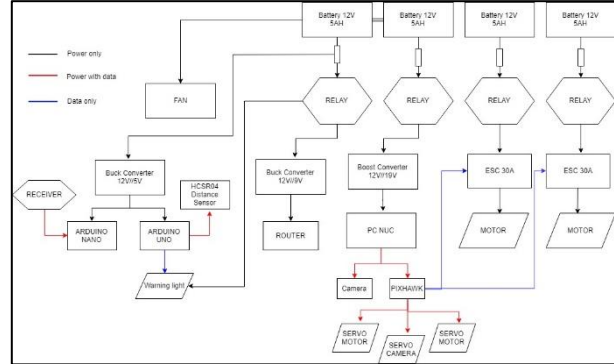 Battery 12V
5AH
Battery 12V
5AH
Battery 12V
5AH
Battery 12V
5AH
Power only
Power with data
Data only
FAN
RELAY
RELAY
RELAY
RELAY
RECEIVER
Buck Converter
12V//5V
HCSR04
Distance
Sensor
Buck Converter
12V//9V
Boost Converter
12V//19V
ESC 30A
ESC 30A
ARDUINO
NANO
ARDUINO
UNO
ROUTER
PC NUC
MOTOR
MOTOR
Warning light
Camera
PIXHAWK
SERVO
MOTOR
SERVO
CAMERA
SERVO
MOTOR